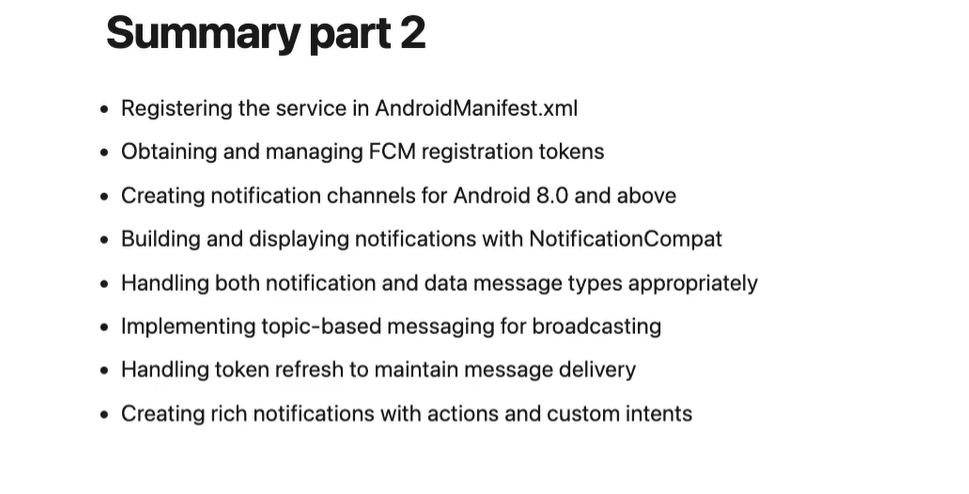 Summary part 2
• Registering the service in AndroidManifest.xml
• Obtaining and managing FCM registration tokens
• Creating notification channels for Android 8.0 and above
• Building and displaying notifications with NotificationCompat
• Handling both notification and data message types appropriately
• Implementing topic-based messaging for broadcasting
• Handling token refresh to maintain message delivery
• Creating rich notifications with actions and custom intents